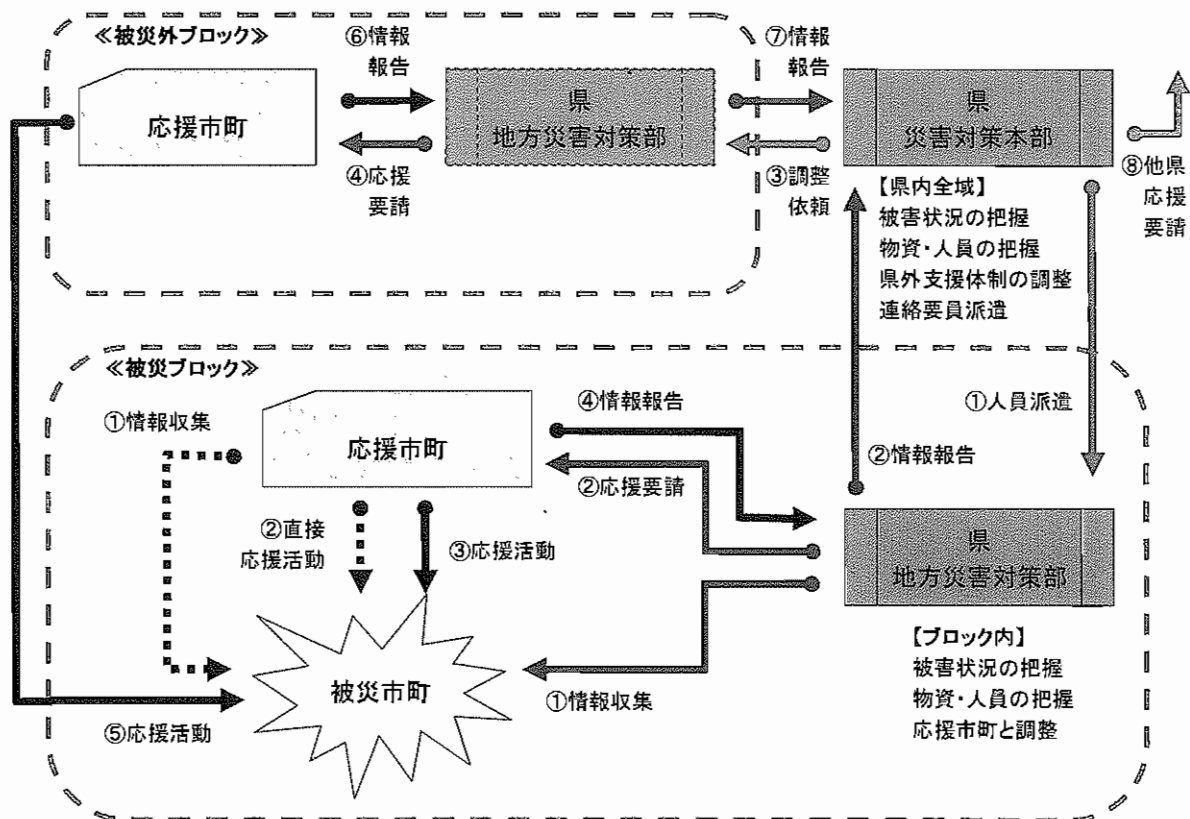 ≪被災外ブロック≫
⑥情報
報告
⑦情報
報告
応援市町
県
地方災害対策部
県
災害対策本部
④応援
要請
③調整
依頼
⑧他県
応援
要請
【県内全域】
被害状況の把握
物資・人員の把握
県外支援体制の調整
連絡要員派遣
≪被災ブロック≫
①情報収集
応援市町
④情報報告
①人員派遣
②情報報告
②応援要請
②直接
応援活動
③応援活動
県
地方災害対策部
被災市町
①情報収集
⑤応援活動
【ブロック内】
被害状況の把握
物資・人員の把握
応援市町と調整